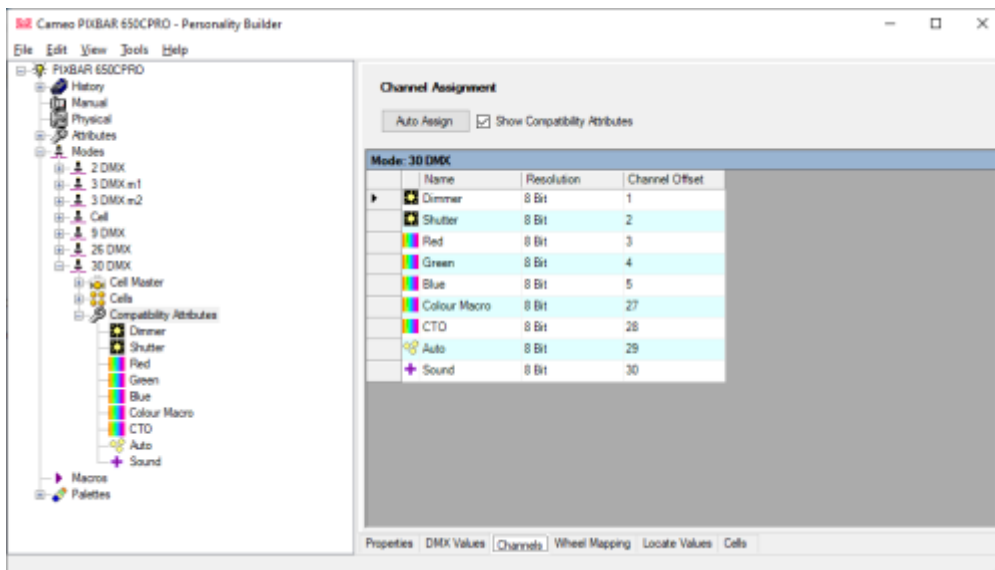 Cameo PIXBAR 650CPRO - Personality Builder
File Edit View Tools Help
PIXBAR 650CPRO
History
Manual
Physical
Attributes
Modes
2 DMX
3 DMX m1
3 DMX m2
Cell
9 DMX
26 DMX
30 DMX
Cell Master
Cells
Compatibility Attributes
Dimmer
Shutter
Red
Green
Blue
Colour Macro
CTO
Auto
Sound
Macros
Palettes
Channel Assignment
Auto Assign Show Compatibility Attributes
Mode: 30 DMX
Name Resolution Channel Offset
Dimmer 8 Bit 1
Shutter 8 Bit 2
Red 8 Bit 3
Green 8 Bit 4
Blue 8 Bit 5
Colour Macro 8 Bit 27
CTO 8 Bit 28
Auto 8 Bit 29
Sound 8 Bit 30
Properties DMX Values Channels Wheel Mapping Locate Values Cells